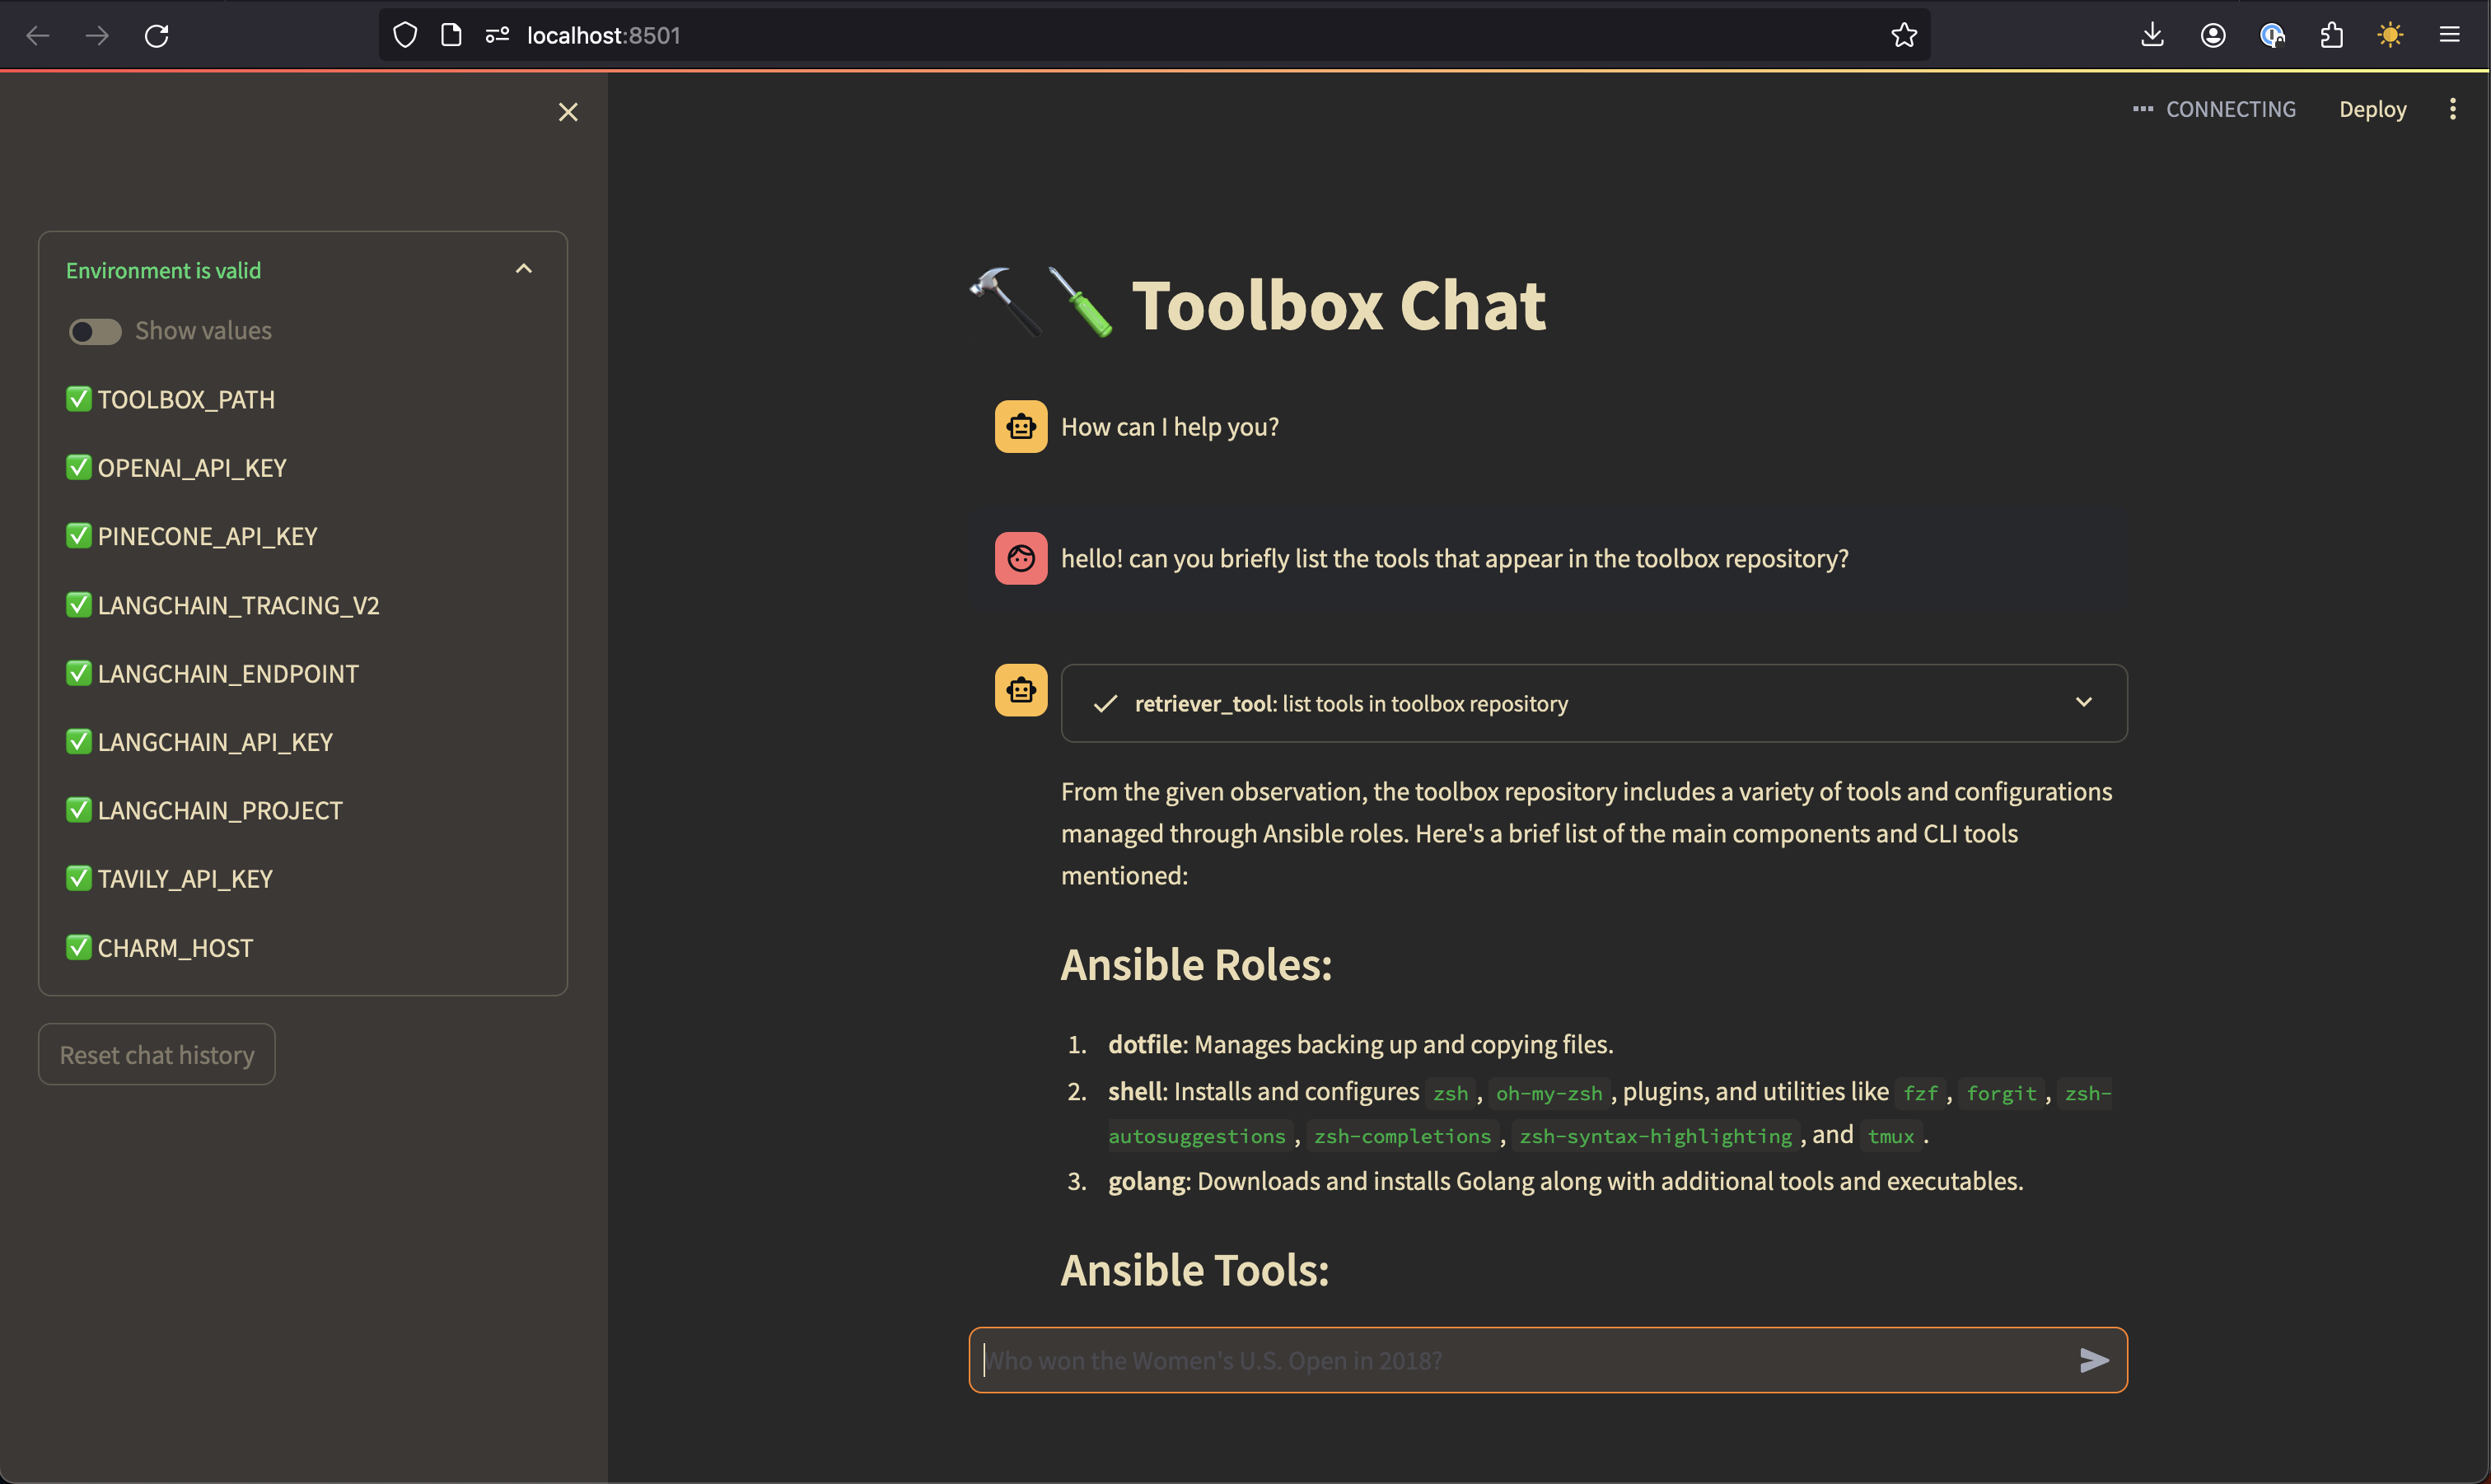 localhost:8501
CONNECTING
Deploy
Environment is valid
Show values
TOOLBOX_PATH
OPENAI_API_KEY
PINECONE_API_KEY
LANGCHAIN_TRACING_V2
LANGCHAIN_ENDPOINT
LANGCHAIN_API_KEY
LANGCHAIN_PROJECT
TAVILY_API_KEY
CHARM_HOST
Reset chat history
Toolbox Chat
How can I help you?
hello! can you briefly list the tools that appear in the toolbox repository?
retriever_tool: list tools in toolbox repository
From the given observation, the toolbox repository includes a variety of tools and configurations
managed through Ansible roles. Here's a brief list of the main components and CLI tools
mentioned:
Ansible Roles:
1. dotfile: Manages backing up and copying files.
2. shell: Installs and configures zsh, oh-my-zsh, plugins, and utilities like fzf, forgit, zsh-
autosuggestions, zsh-completions, zsh-syntax-highlighting, and tmux.
3. golang: Downloads and installs Golang along with additional tools and executables.
Ansible Tools:
Who won the Women's U.S. Open in 2018?